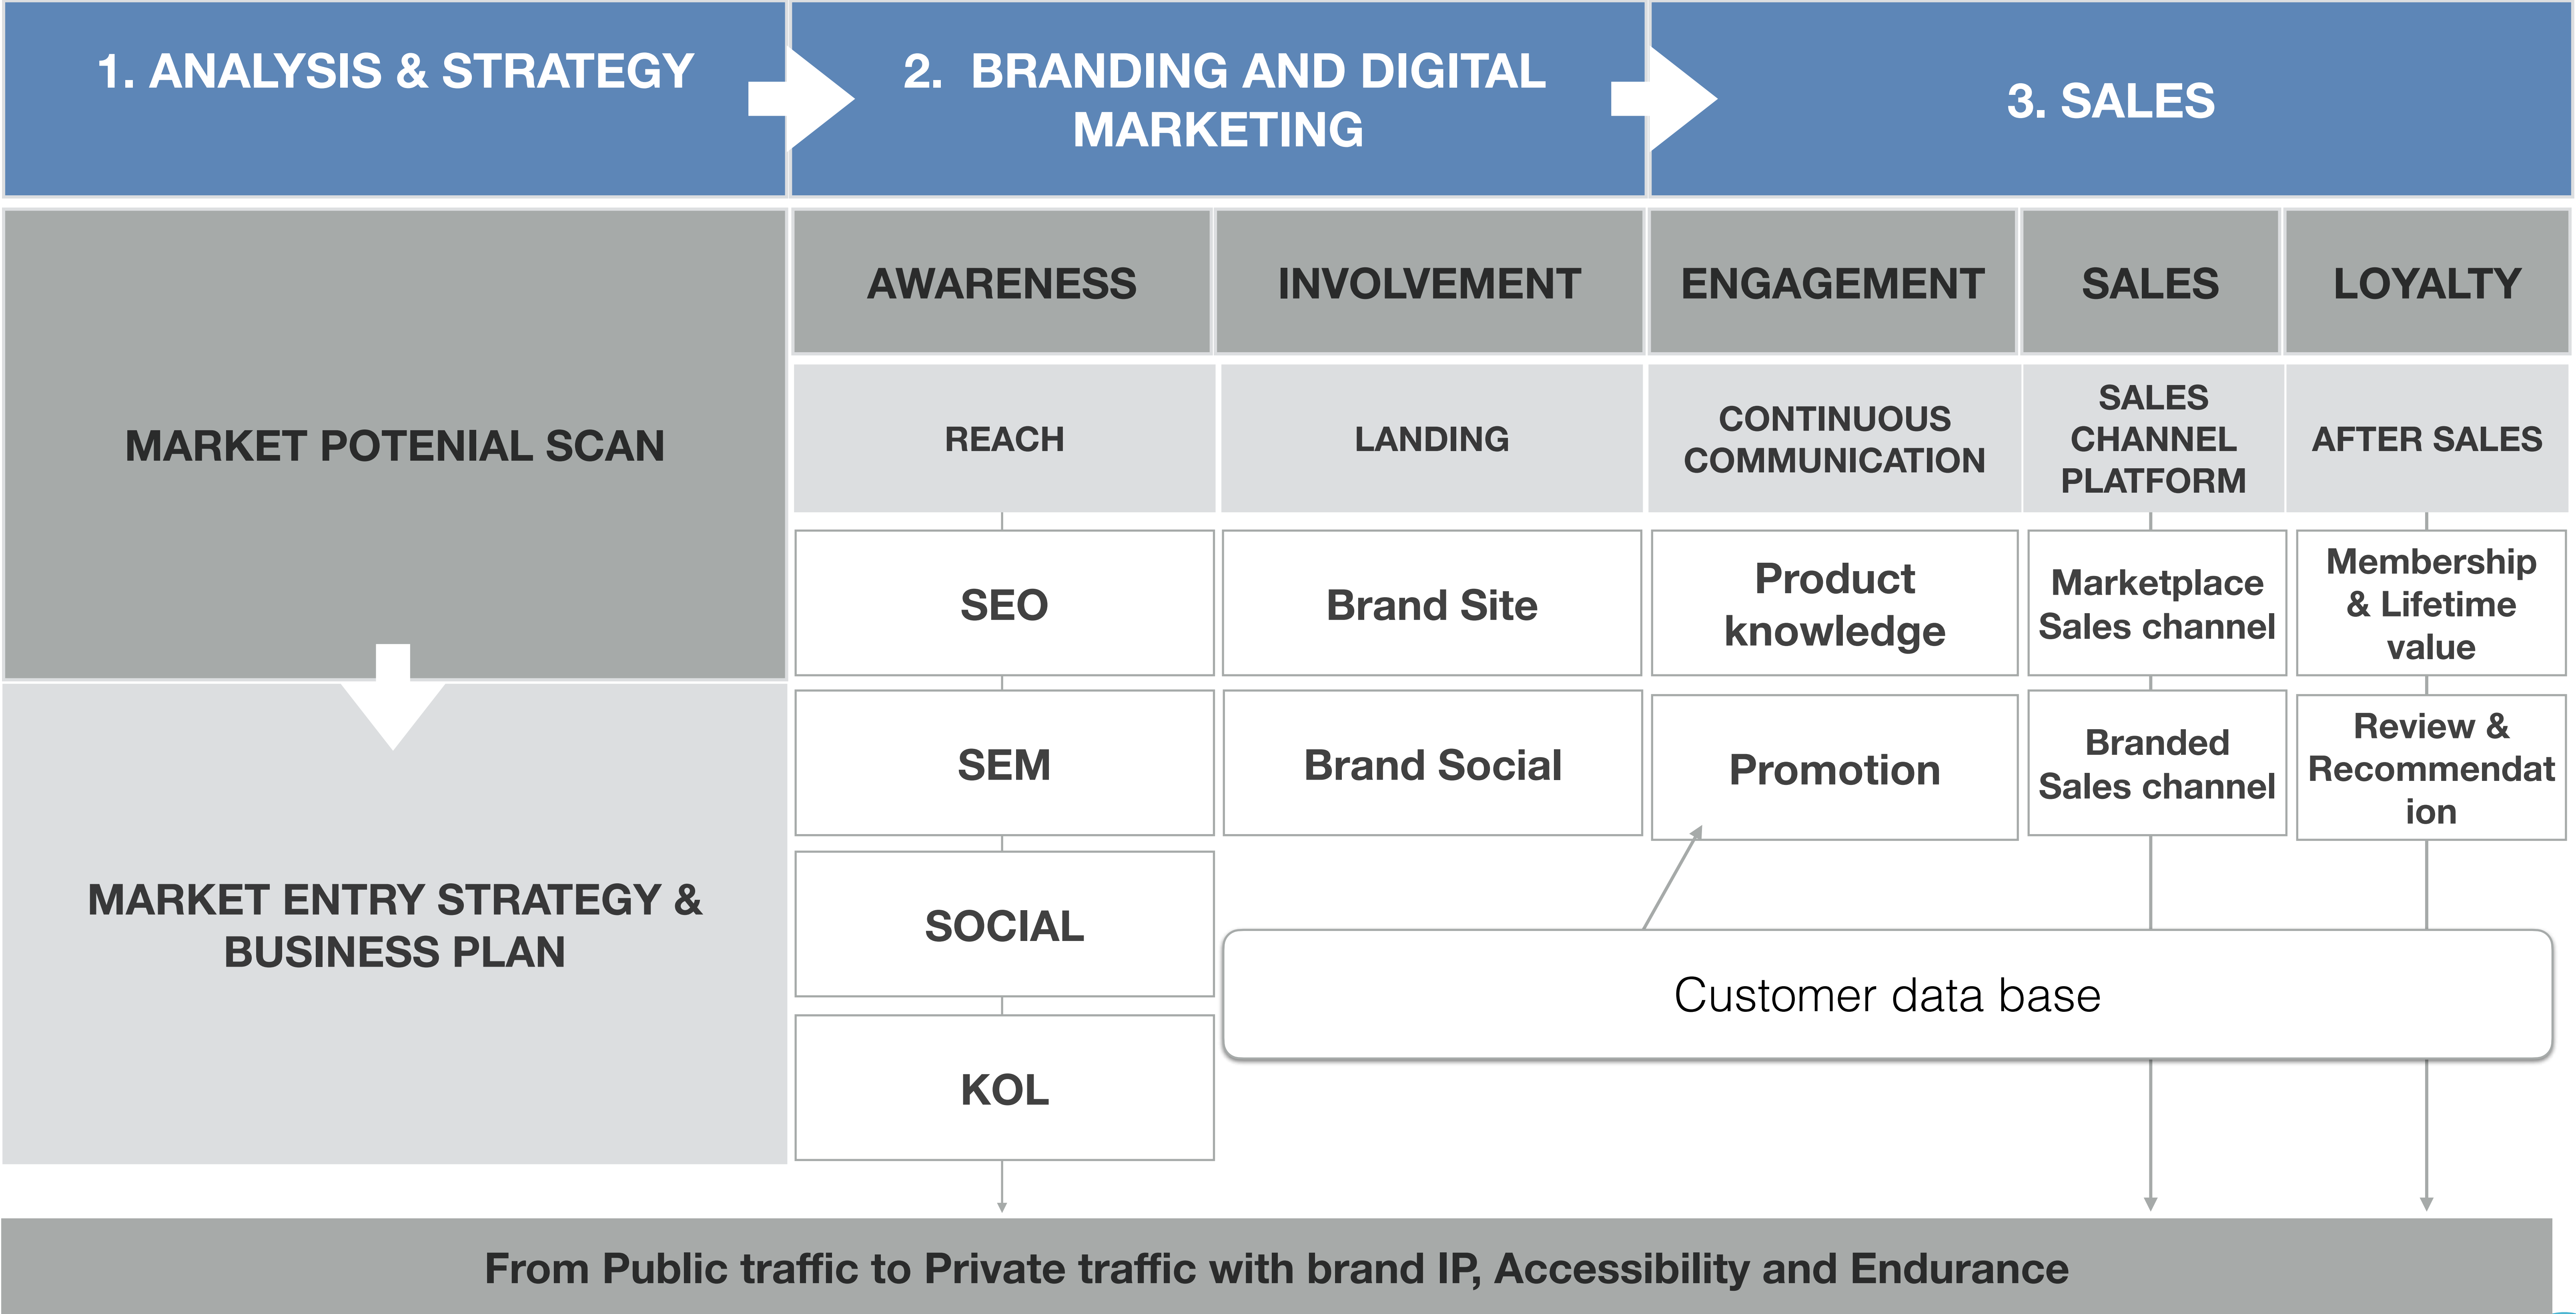 1. ANALYSIS & STRATEGY
2. BRANDING AND DIGITAL
MARKETING
3. SALES
MARKET POTENIAL SCAN
MARKET ENTRY STRATEGY &
BUSINESS PLAN
AWARENESS
INVOLVEMENT
ENGAGEMENT
SALES
LOYALTY
REACH
LANDING
CONTINUOUS
COMMUNICATION
SALES
CHANNEL
PLATFORM
AFTER SALES
SEO
Brand Site
Product
knowledge
Marketplace
Sales channel
Membership
& Lifetime
value
SEM
Brand Social
Promotion
Branded
Sales channel
Review &
Recommendat
ion
SOCIAL
Customer data base
KOL
From Public traffic to Private traffic with brand IP, Accessibility and Endurance